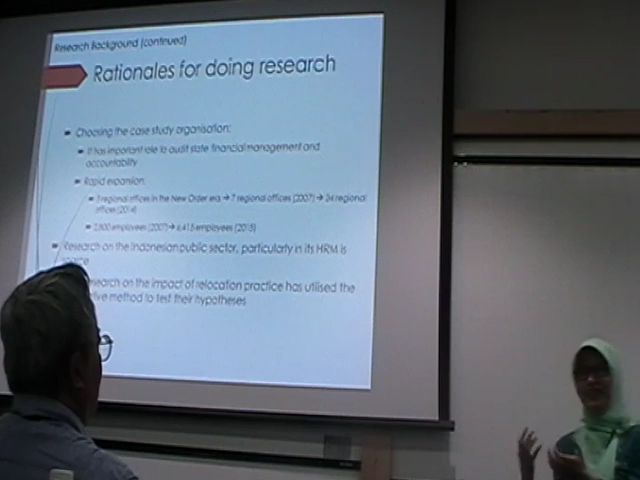 Research Background (continued)
Rationales for doing research
Choosing the case study organisation:
It has important role to audit state financial management and
accountability
Rapid expansion:
regional offices in the New Order era → 7 regional offices (2007) → 34 regional
offices (2014)
2,800 employees (2007) → 6,415 employees (2015)
Research on the Indonesian public sector, particularly in its HRM is
on the impact of relocation practice has utilised the
method to test their hypotheses